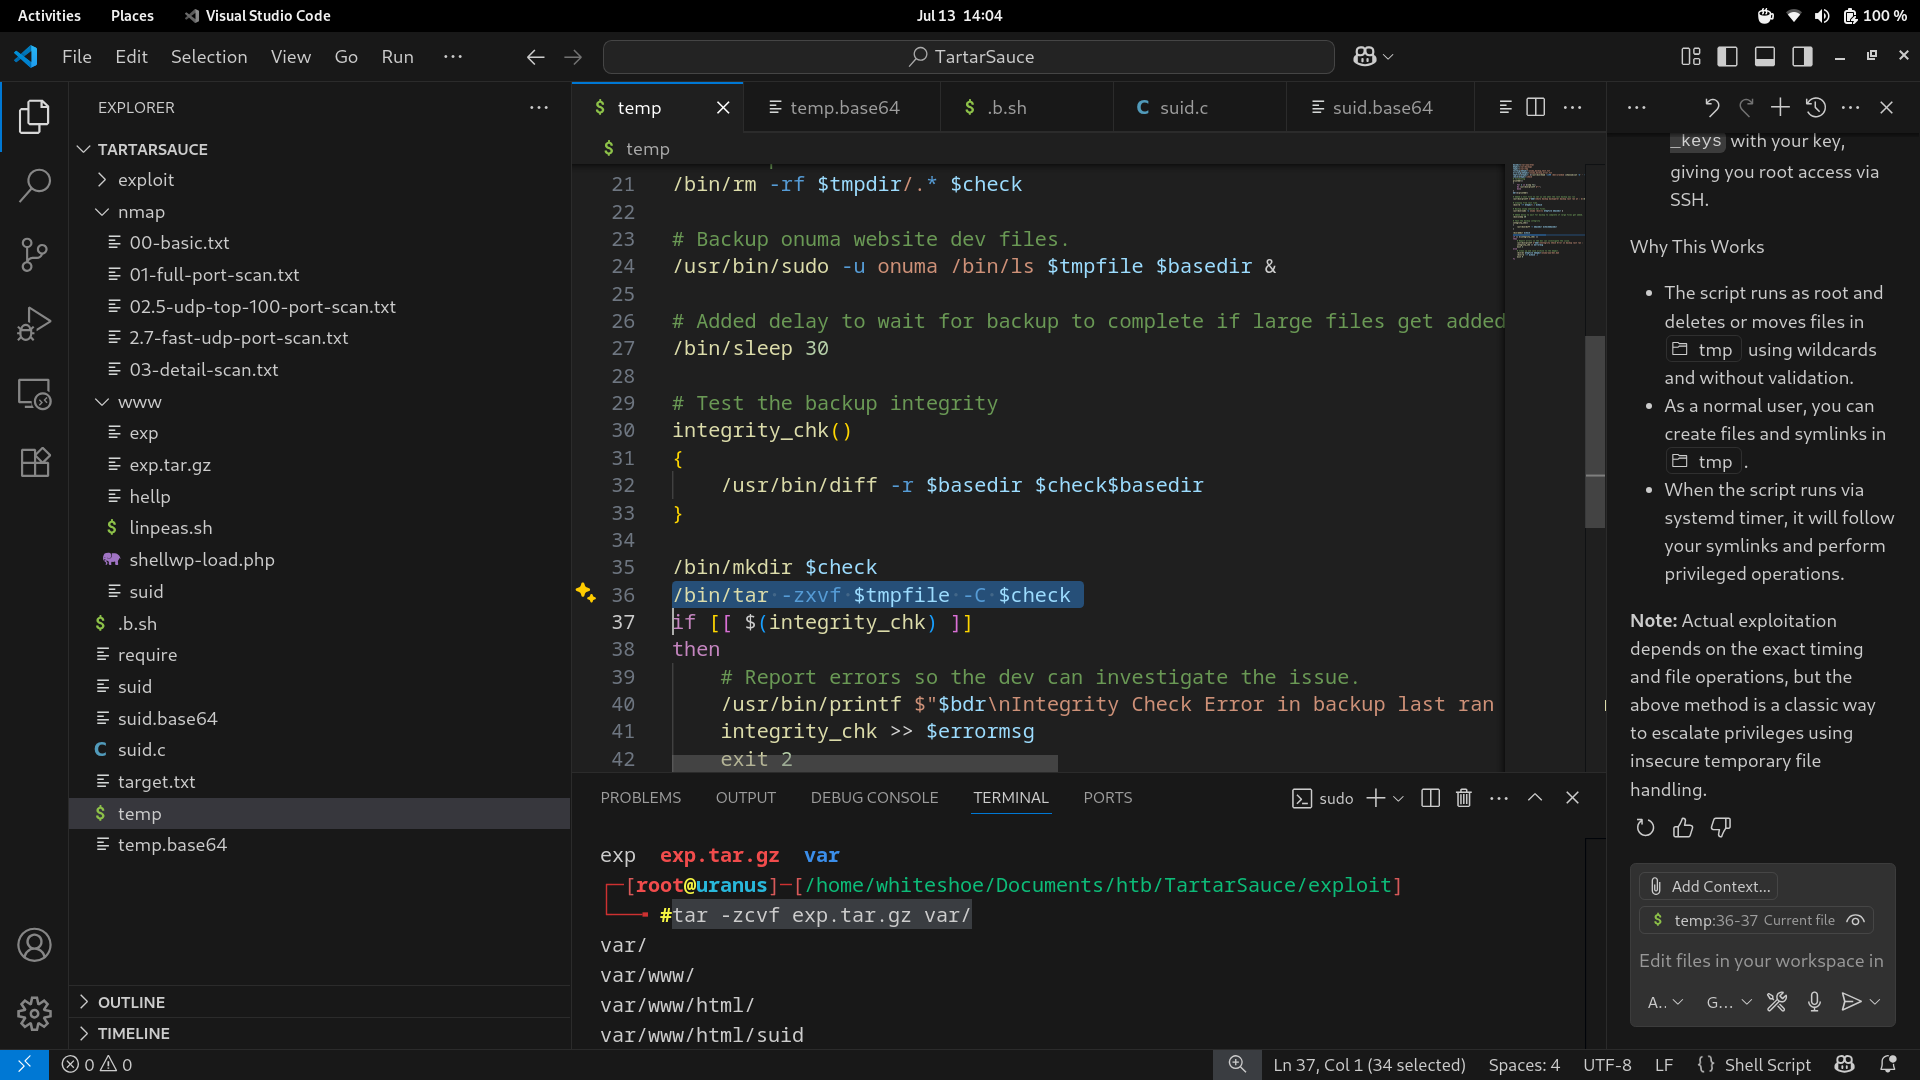 Activities Places Visual Studio Code Jul 13 14:04 100 %
File Edit Selection View Go Run ··· TartarSauce
EXPLORER
TARTARSAUCE
exploit
nmap
00-basic.txt
01-full-port-scan.txt
02.5-udp-top-100-port-scan.txt
2.7-fast-udp-port-scan.txt
03-detail-scan.txt
www
exp
exp.tar.gz
hellp
$ linpeas.sh
shellwp-load.php
suid
$ .b.sh
require
suid
suid.base64
C suid.c
target.txt
$ temp
temp.base64
OUTLINE
TIMELINE
$ temp temp.base64 $ .b.sh C suid.c suid.base64
$ temp
21 /bin/rm -rf $tmpdir/.* $check
22
23 # Backup onuma website dev files.
24 /usr/bin/sudo -u onuma /bin/ls $tmpfile $basedir &
25
26 # Added delay to wait for backup to complete if large files get added
27 /bin/sleep 30
28
29 # Test the backup integrity
30 integrity_chk()
31 {
32 /usr/bin/diff -r $basedir $check$basedir
33 }
34
35 /bin/mkdir $check
36 /bin/tar -zxvf $tmpfile -C $check
37 if [[ $(integrity_chk) ]]
38 then
39 # Report errors so the dev can investigate the issue.
40 /usr/bin/printf $"$bdr\nIntegrity Check Error in backup last ran
41 integrity_chk >> $errormsg
42 exit 2
PROBLEMS OUTPUT DEBUG CONSOLE TERMINAL PORTS sudo
exp exp.tar.gz var
┌─[root@uranus]─[/home/whiteshoe/Documents/htb/TartarSauce/exploit]
└──╼ #tar -zcvf exp.tar.gz var/
var/
var/www/
var/www/html/
var/www/html/suid
_keys with your key,
giving you root access via
SSH.
Why This Works
• The script runs as root and
deletes or moves files in
tmp using wildcards
and without validation.
• As a normal user, you can
create files and symlinks in
tmp .
• When the script runs via
systemd timer, it will follow
your symlinks and perform
privileged operations.
Note: Actual exploitation
depends on the exact timing
and file operations, but the
above method is a classic way
to escalate privileges using
insecure temporary file
handling.
Add Context...
$ temp:36-37 Current file
Edit files in your workspace in
A.. G...
0 0 Ln 37, Col 1 (34 selected) Spaces: 4 UTF-8 LF {} Shell Script